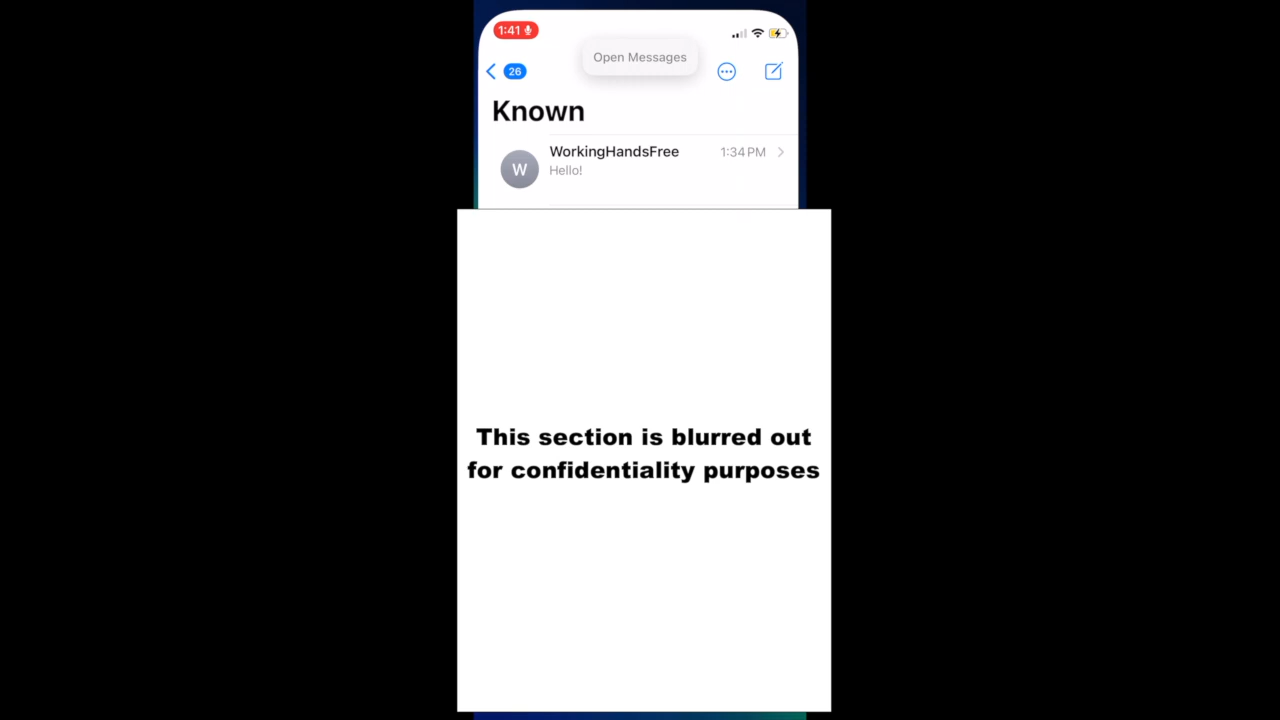 1:41
Open Messages
26
Known
WorkingHandsFree
1:34 PM
W
Hello!
This section is blurred out
for confidentiality purposes